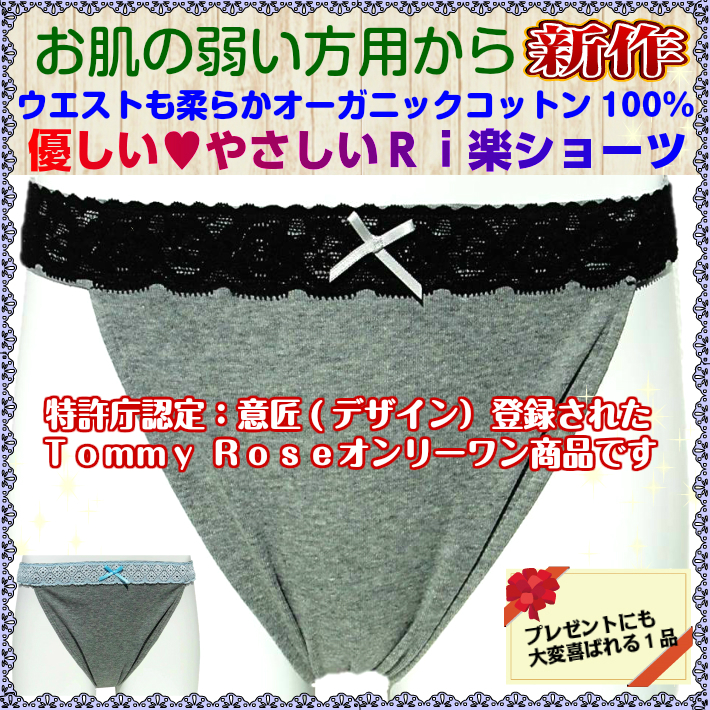 お肌の弱い方用から 新作
ウエストも柔らかオーガニックコットン100%
優しい♥やさしいRi楽ショーツ
特許庁認定：意匠(デザイン)登録された
Tommy Roseオンリーワン商品です
プレゼントにも
大変喜ばれる1品